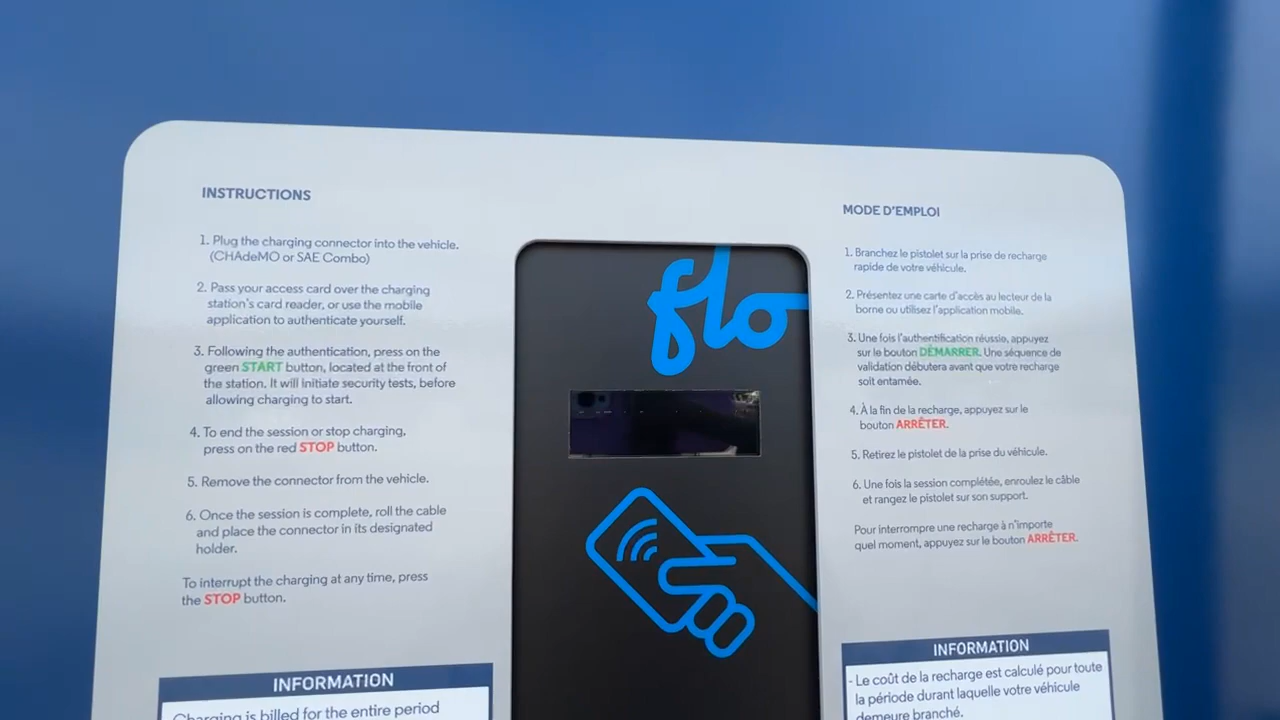 INSTRUCTIONS
1. Plug the charging connector into the vehicle.
(CHAdeMO or SAE Combo)
2. Pass your access card over the charging
station's card reader, or use the mobile
application to authenticate yourself.
3. Following the authentication, press on the
green START button, located at the front of
the station. It will initiate security tests, before
allowing charging to start.
4. To end the session or stop charging,
press on the red STOP button.
5. Remove the connector from the vehicle.
6. Once the session is complete, roll the cable
and place the connector in its designated
holder.
To interrupt the charging at any time, press
the STOP button.
INFORMATION
Charging is billed for the entire period
flo
MODE D'EMPLOI
1. Branchez le pistolet sur la prise de recharge
rapide de votre véhicule.
2. Présentez une carte d'accès au lecteur de la
borne ou utilisez l'application mobile.
3. Une fois l'authentification réussie, appuyez
sur le bouton DÉMARRER. Une séquence de
validation débutera avant que votre recharge
soit entamée.
4. À la fin de la recharge, appuyez sur le
bouton ARRÊTER.
5. Retirez le pistolet de la prise du véhicule.
6. Une fois la session complétée, enroulez le câble
et rangez le pistolet sur son support.
Pour interrompre une recharge à n'importe
quel moment, appuyez sur le bouton ARRÊTER.
INFORMATION
- Le coût de la recharge est calculé pour toute
la période durant laquelle votre véhicule
demeure branché.